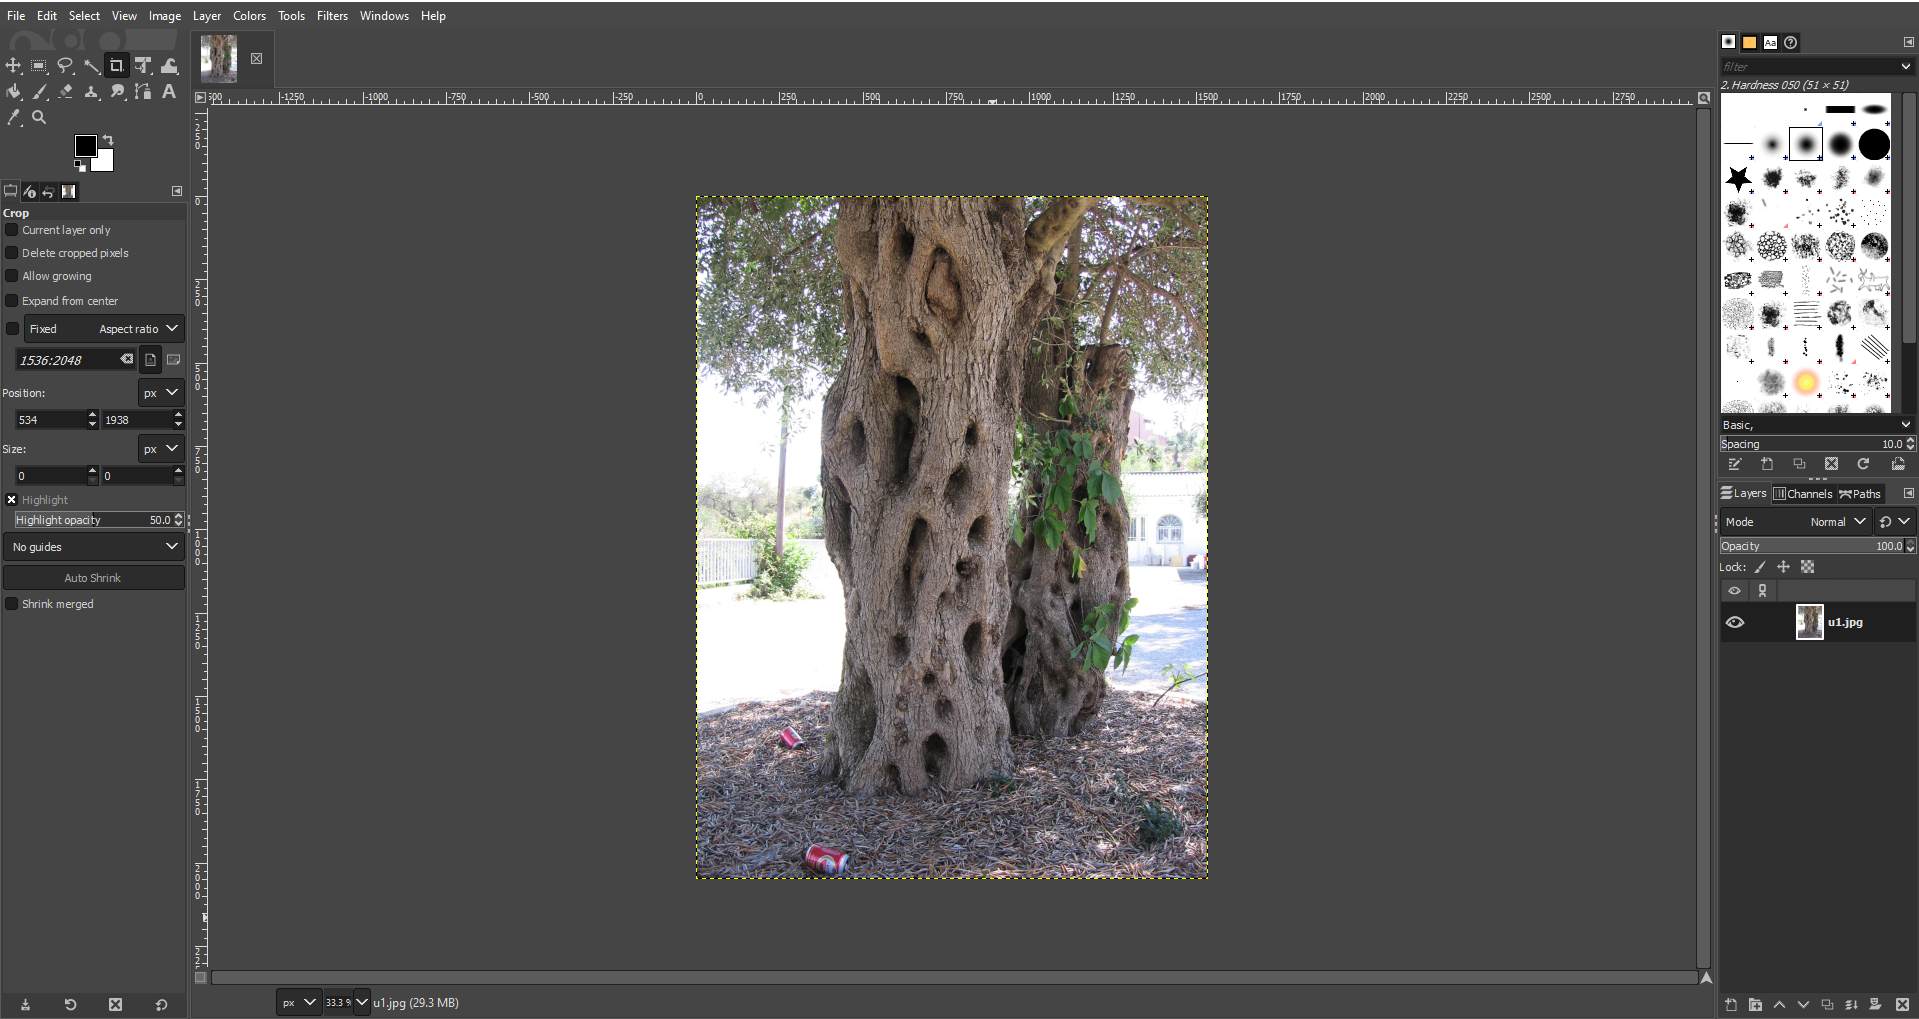 File Edit Select View Image Layer Colors Tools Filters Windows Help
-1250 -1000 -750 -500 -250 0 250 500 750 1000 1250 1500 1750 2000 2250 2500 2750
filter
2. Hardness 050 (51 × 51)
Crop
Current layer only
Delete cropped pixels
Allow growing
Expand from center
Fixed Aspect ratio
1536:2048
Position: px
534 1938
Size: px
0 0
Highlight
Highlight opacity 50.0
No guides
Auto Shrink
Shrink merged
Basic,
Spacing 10.0
Layers Channels Paths
Mode Normal
Opacity 100.0
Lock:
u1.jpg
px 33.3 % u1.jpg (29.3 MB)